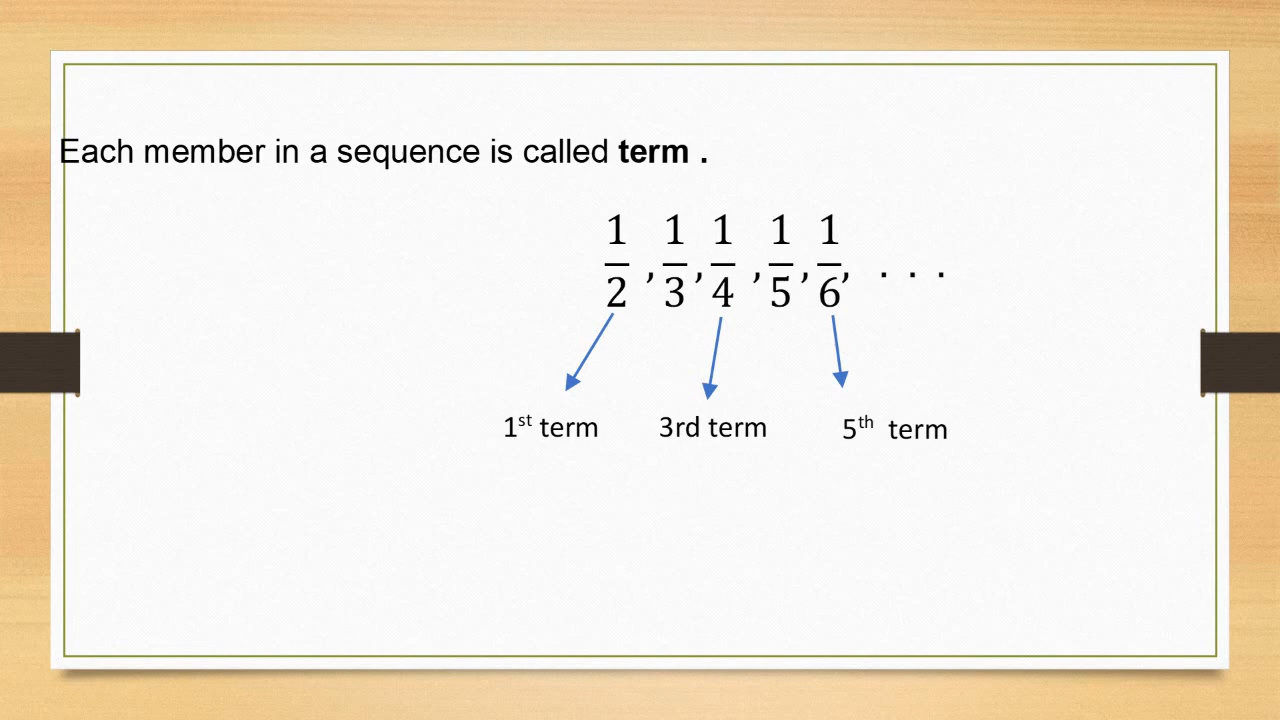 Each member in a sequence is called term .
1/2 , 1/3 , 1/4 , 1/5 , 1/6 , . . .
1st term 3rd term 5th term